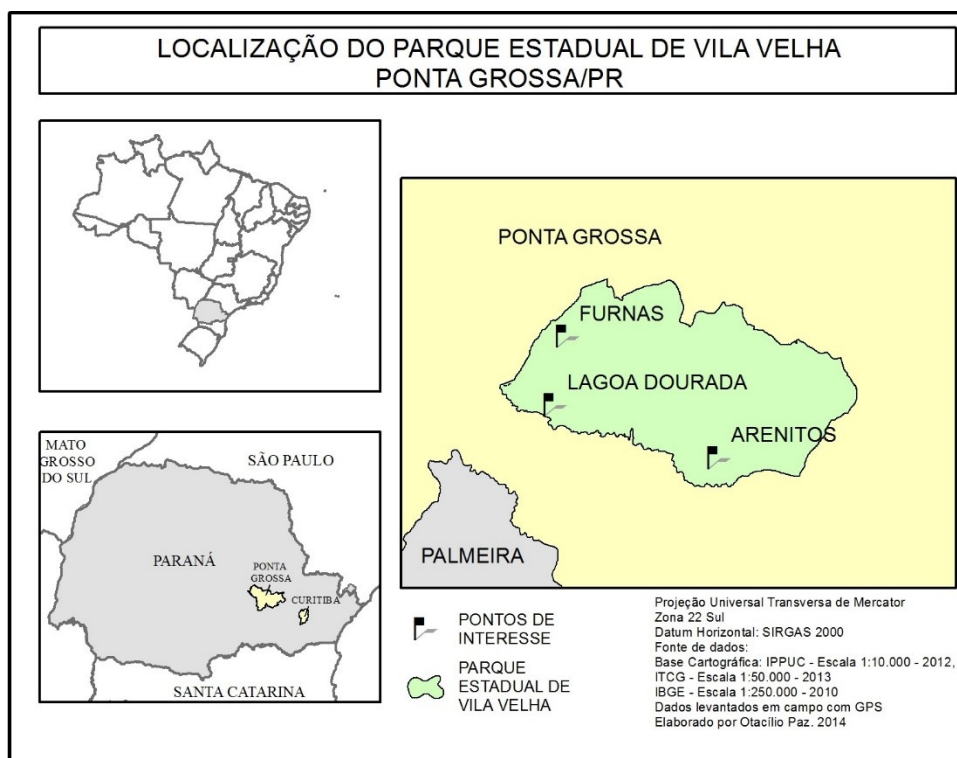 LOCALIZAÇÃO DO PARQUE ESTADUAL DE VILA VELHA
PONTA GROSSA/PR
PONTA GROSSA
FURNAS
LAGOA DOURADA
ARENITOS
PALMEIRA
MATO
GROSSO
DO SUL
SÃO PAULO
PARANÁ
PONTA
GROSSA
CURITIBA
SANTA CATARINA
PONTOS DE
INTERESSE
PARQUE
ESTADUAL DE
VILA VELHA
Projeção Universal Transversa de Mercator
Zona 22 Sul
Datum Horizontal: SIRGAS 2000
Fonte de dados:
Base Cartográfica: IPPUC - Escala 1:10.000 - 2012,
ITCG - Escala 1:50.000 - 2013
IBGE - Escala 1:250.000 - 2010
Dados levantados em campo com GPS
Elaborado por Otacílio Paz. 2014